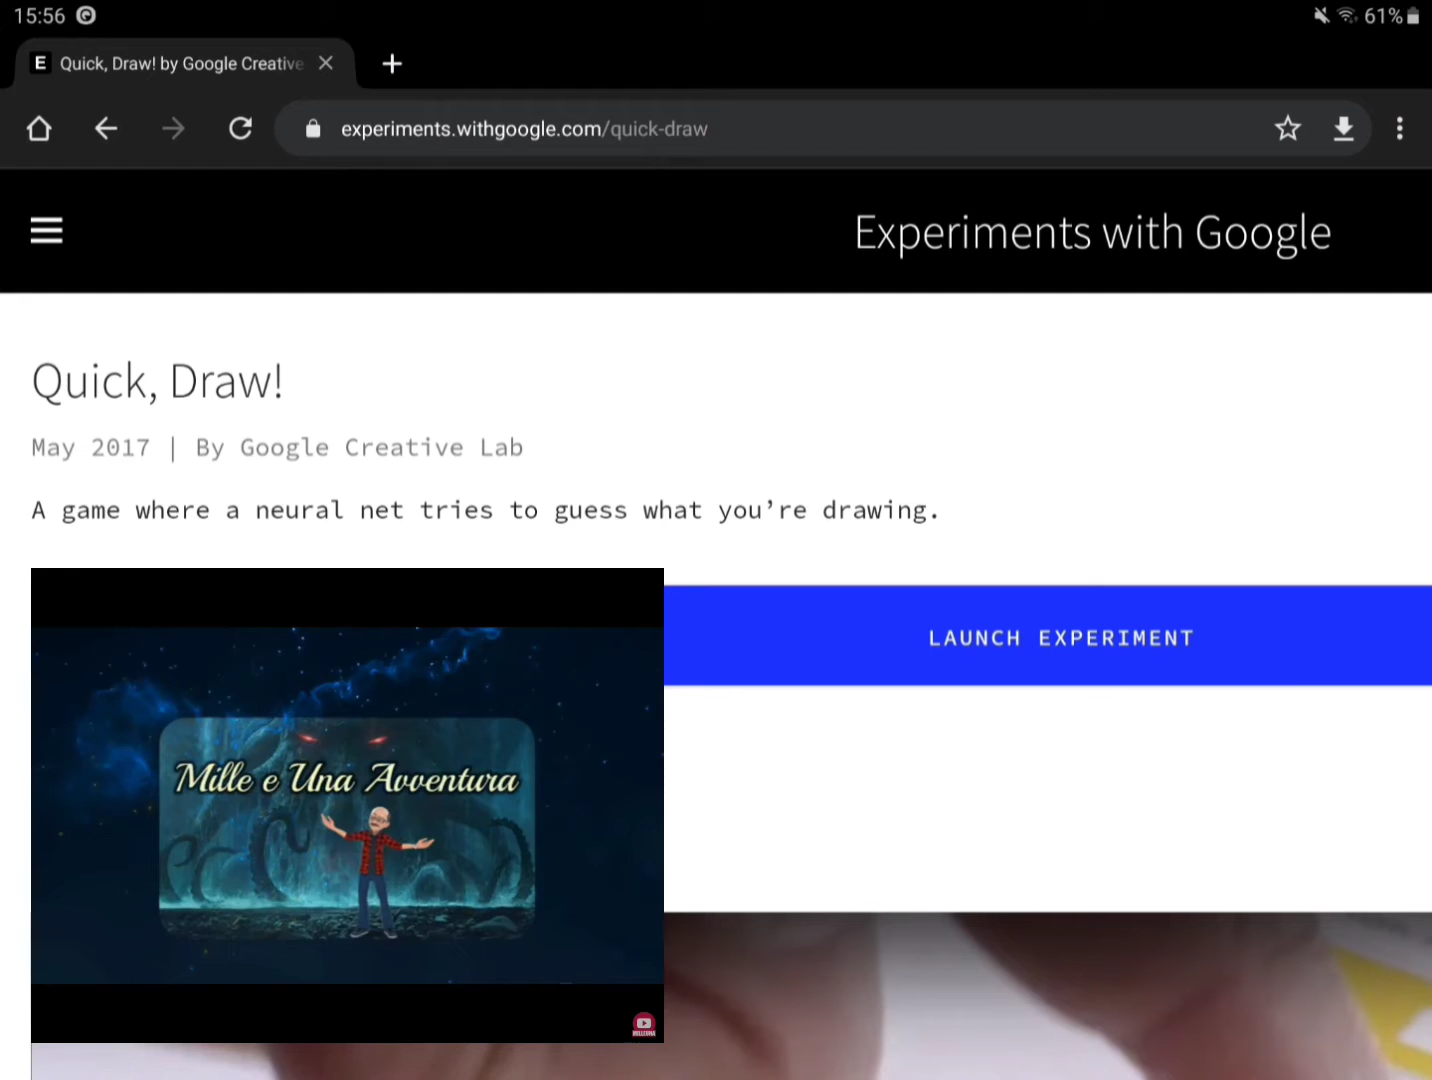 15:56
61%
E Quick, Draw! by Google Creative
experiments.withgoogle.com/quick-draw
Experiments with Google
Quick, Draw!
May 2017 | By Google Creative Lab
A game where a neural net tries to guess what you’re drawing.
LAUNCH EXPERIMENT
Mille e Una Avventura
MILLEUNA